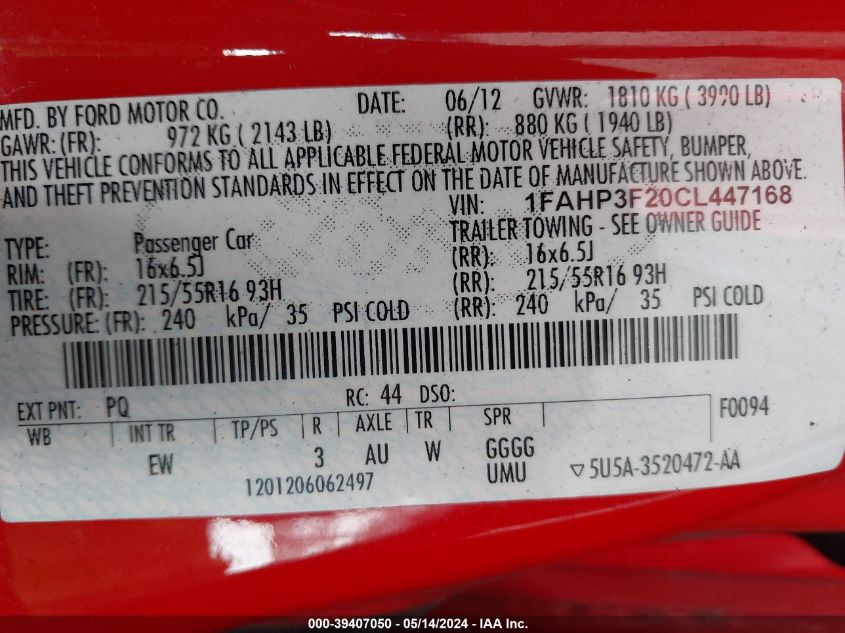 MFD. BY FORD MOTOR CO. DATE: 06/12 GVWR: 1810 KG ( 3990 LB)
GAWR: (FR): 972 KG ( 2143 LB) (RR): 880 KG ( 1940 LB)
THIS VEHICLE CONFORMS TO ALL APPLICABLE FEDERAL MOTOR VEHICLE SAFETY, BUMPER,
AND THEFT PREVENTION STANDARDS IN EFFECT ON THE DATE OF MANUFACTURE SHOWN ABOVE.
VIN: 1FAHP3F20CL447168
TYPE: Passenger Car TRAILER TOWING - SEE OWNER GUIDE
RIM: (FR): 16x6.5J (RR): 16x6.5J
TIRE: (FR): 215/55R16 93H (RR): 215/55R16 93H
PRESSURE: (FR): 240 kPa/ 35 PSI COLD (RR): 240 kPa/ 35 PSI COLD
EXT PNT: PQ RC: 44 DSO:
WB INT TR TP/PS R AXLE TR SPR F0094
EW 3 AU W GGGG
1201206062497 UMU ▽5U5A-3520472-AA
000-39407050 - 05/14/2024 - IAA Inc.